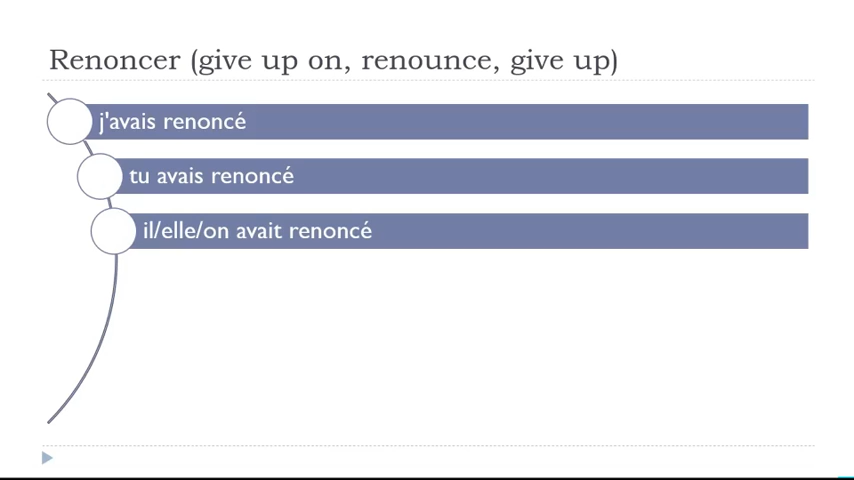 Renoncer (give up on, renounce, give up)
j'avais renoncé
tu avais renoncé
il/elle/on avait renoncé